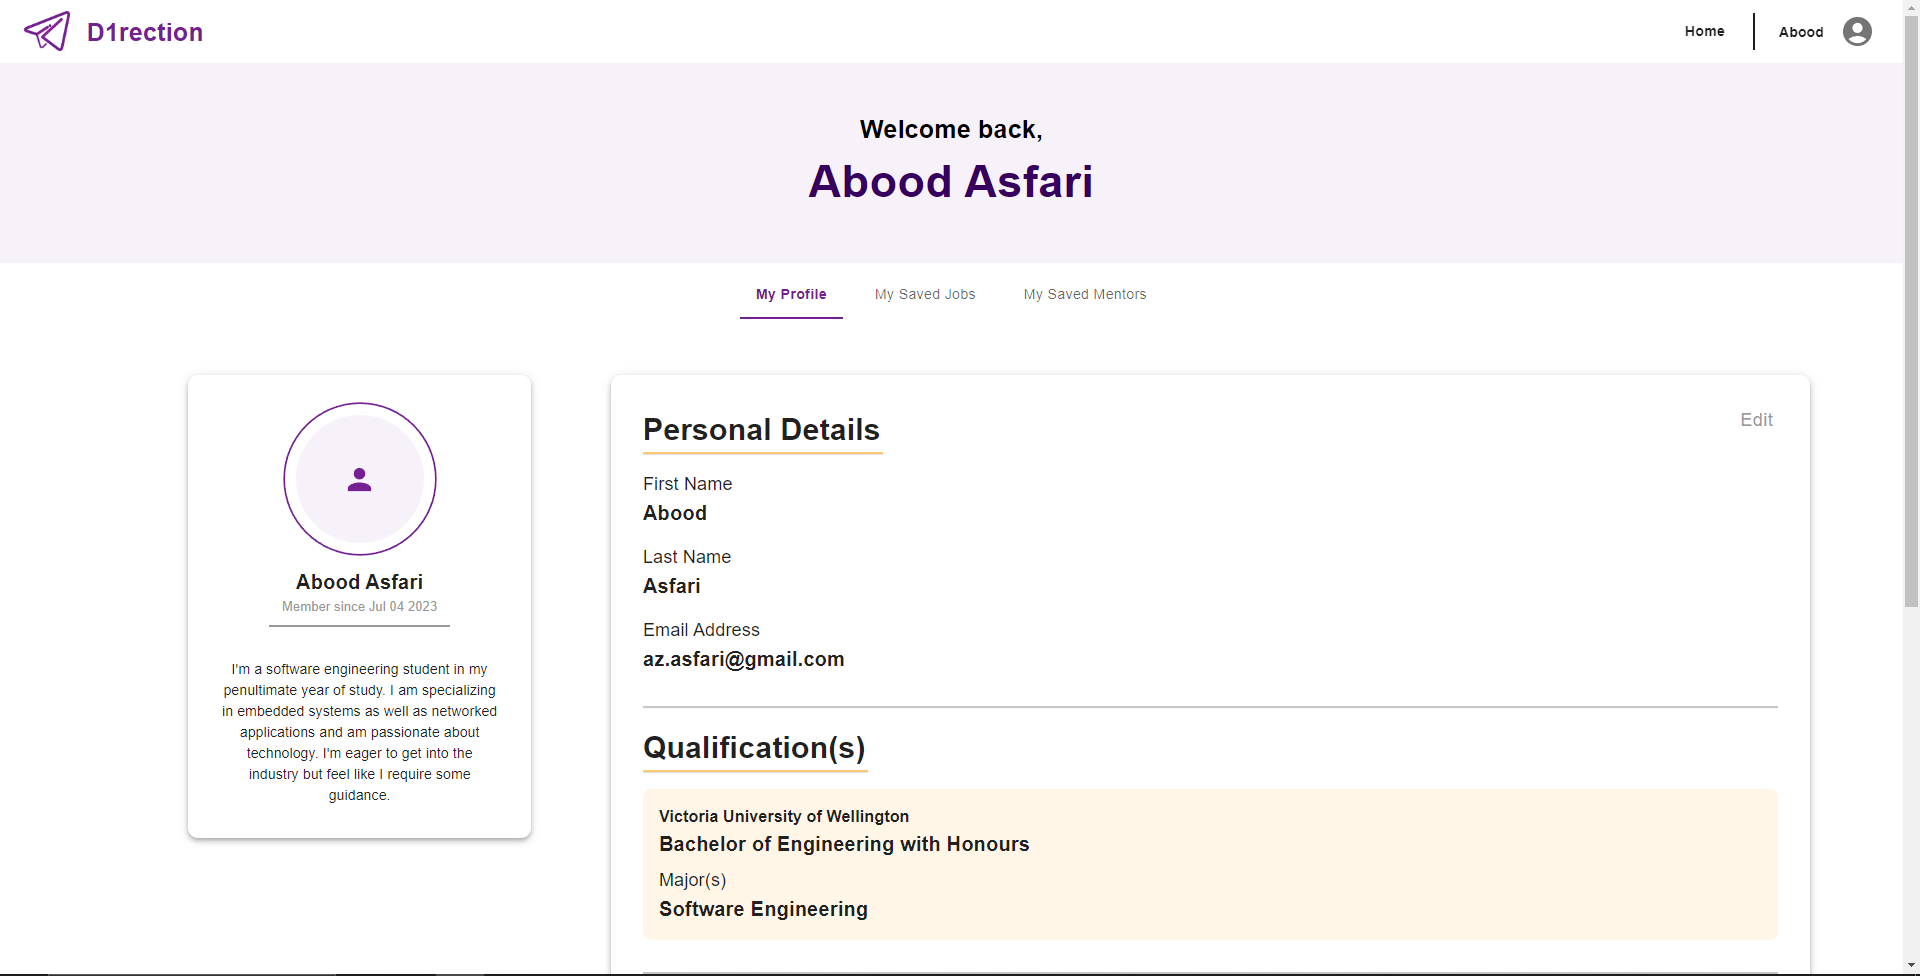 D1rection
Home
Abood
Welcome back,
Abood Asfari
My Profile
My Saved Jobs
My Saved Mentors
Abood Asfari
Member since Jul 04 2023
I'm a software engineering student in my
penultimate year of study. I am specializing
in embedded systems as well as networked
applications and am passionate about
technology. I'm eager to get into the
industry but feel like I require some
guidance.
Personal Details
Edit
First Name
Abood
Last Name
Asfari
Email Address
az.asfari@gmail.com
Qualification(s)
Victoria University of Wellington
Bachelor of Engineering with Honours
Major(s)
Software Engineering